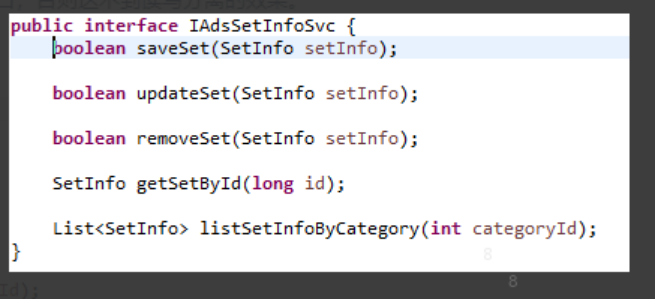 public interface IAdsSetInfoSvc {
boolean saveSet(SetInfo setInfo);
boolean updateSet(SetInfo setInfo);
boolean removeSet(SetInfo setInfo);
SetInfo getSetById(long id);
List<SetInfo> listSetInfoByCategory(int categoryId);
}
8
8
Id);